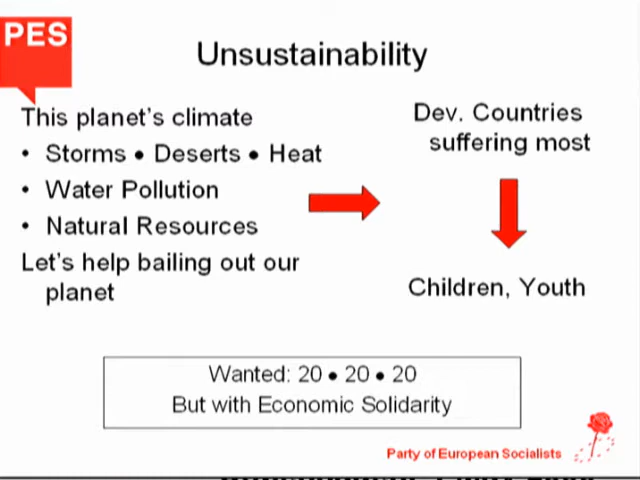 PES
Unsustainability
This planet's climate
• Storms • Deserts • Heat
• Water Pollution
• Natural Resources
Let's help bailing out our
planet
Dev. Countries
suffering most
Children, Youth
Wanted: 20 • 20 • 20
But with Economic Solidarity
Party of European Socialists